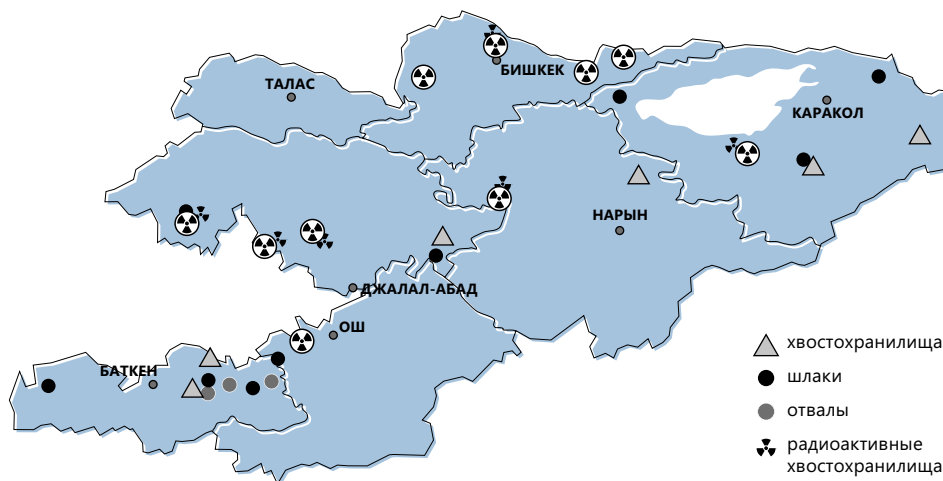 БИШКЕК
ТАЛАС
КАРАКОЛ
НАРЫН
ДЖАЛАЛ-АБАД
ОШ
БАТКЕН
хвостохранилища
шлаки
отвалы
радиоактивные
хвостохранилища